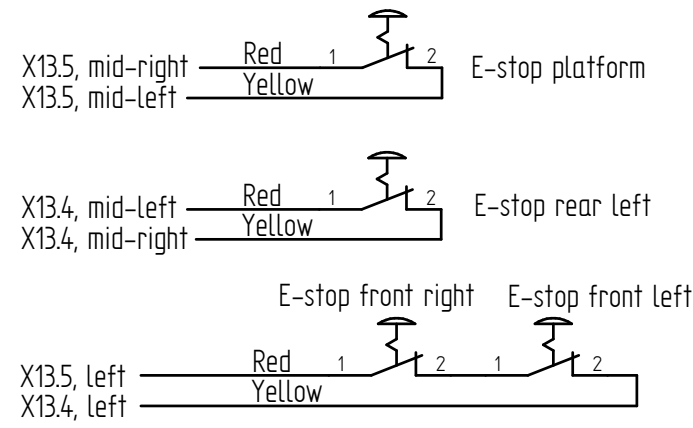 X13.5, mid-right Red 1 2 E-stop platform
X13.5, mid-left Yellow
X13.4, mid-left Red 1 2 E-stop rear left
X13.4, mid-right Yellow
E-stop front right E-stop front left
X13.5, left Red 1 2 1 2
X13.4, left Yellow